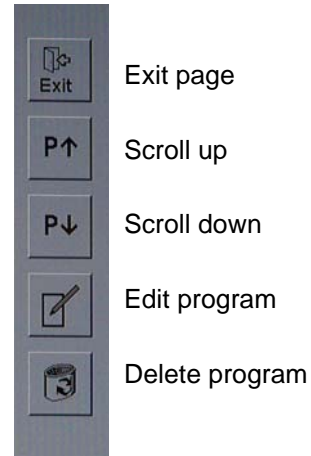 Exit
Exit page
P↑
Scroll up
P↓
Scroll down
Edit program
Delete program